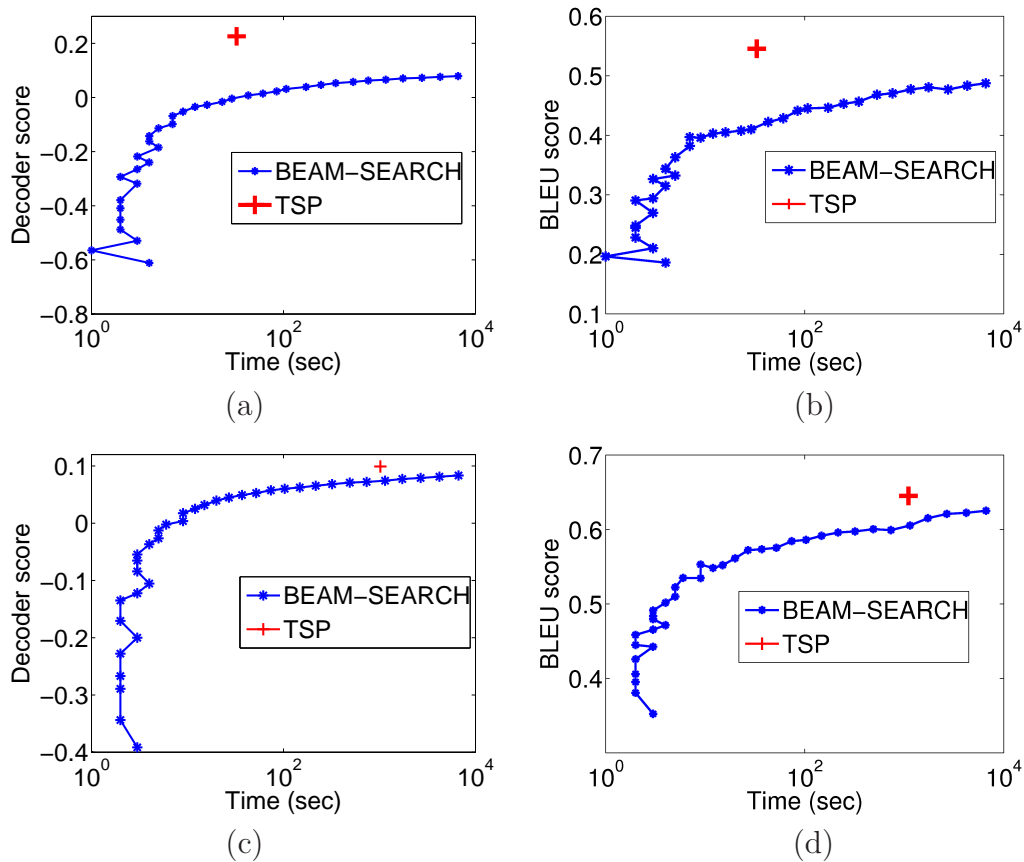 0.2
0
−0.2
−0.4
−0.6
−0.8
Decoder score
BEAM−SEARCH
TSP
10^0
10^2
10^4
Time (sec)
(a)
0.6
0.5
0.4
0.3
0.2
0.1
BLEU score
BEAM−SEARCH
TSP
10^0
10^2
10^4
Time (sec)
(b)
0.1
0
−0.1
−0.2
−0.3
−0.4
Decoder score
BEAM−SEARCH
TSP
10^0
10^2
10^4
Time (sec)
(c)
0.7
0.6
0.5
0.4
BLEU score
BEAM−SEARCH
TSP
10^0
10^2
10^4
Time (sec)
(d)